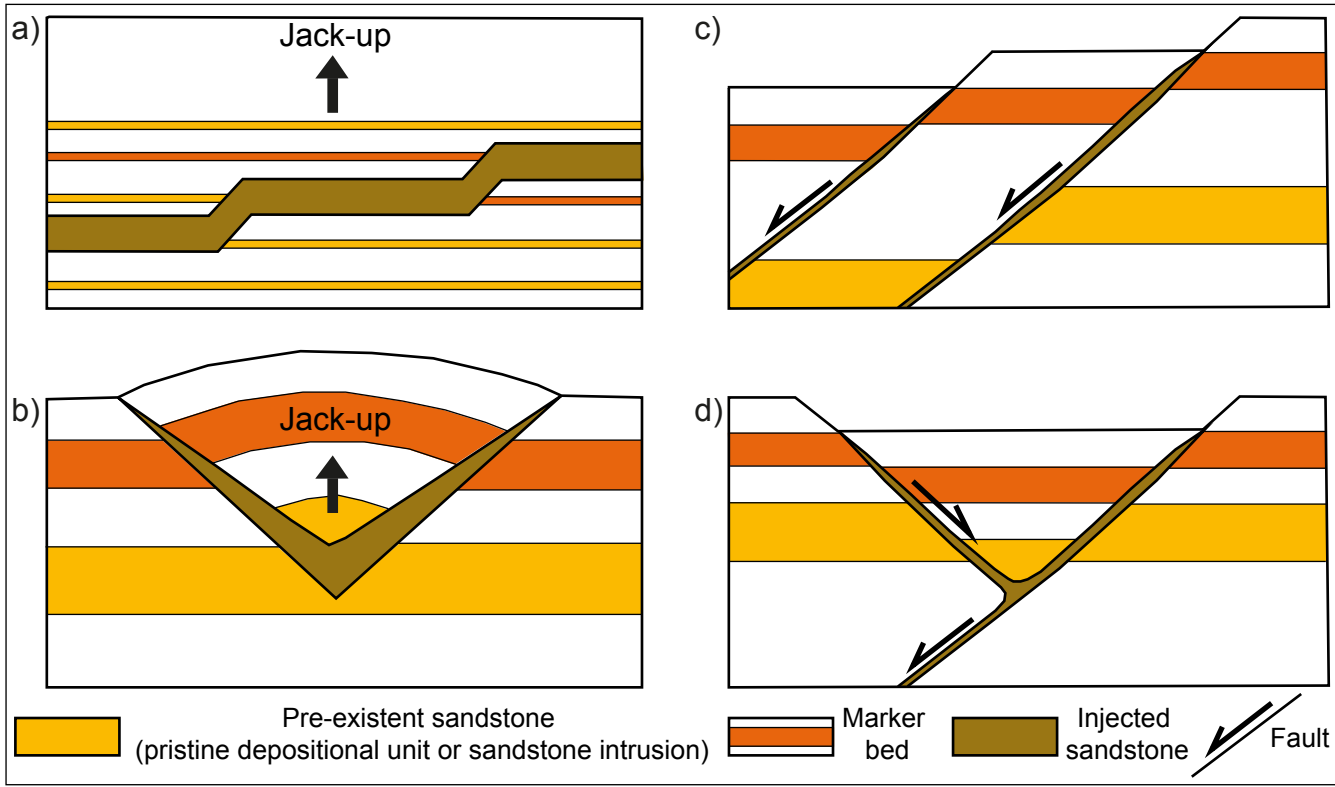 a)
Jack-up
c)
b)
Jack-up
d)
Pre-existent sandstone
(pristine depositional unit or sandstone intrusion)
Marker
bed
Injected
sandstone
Fault